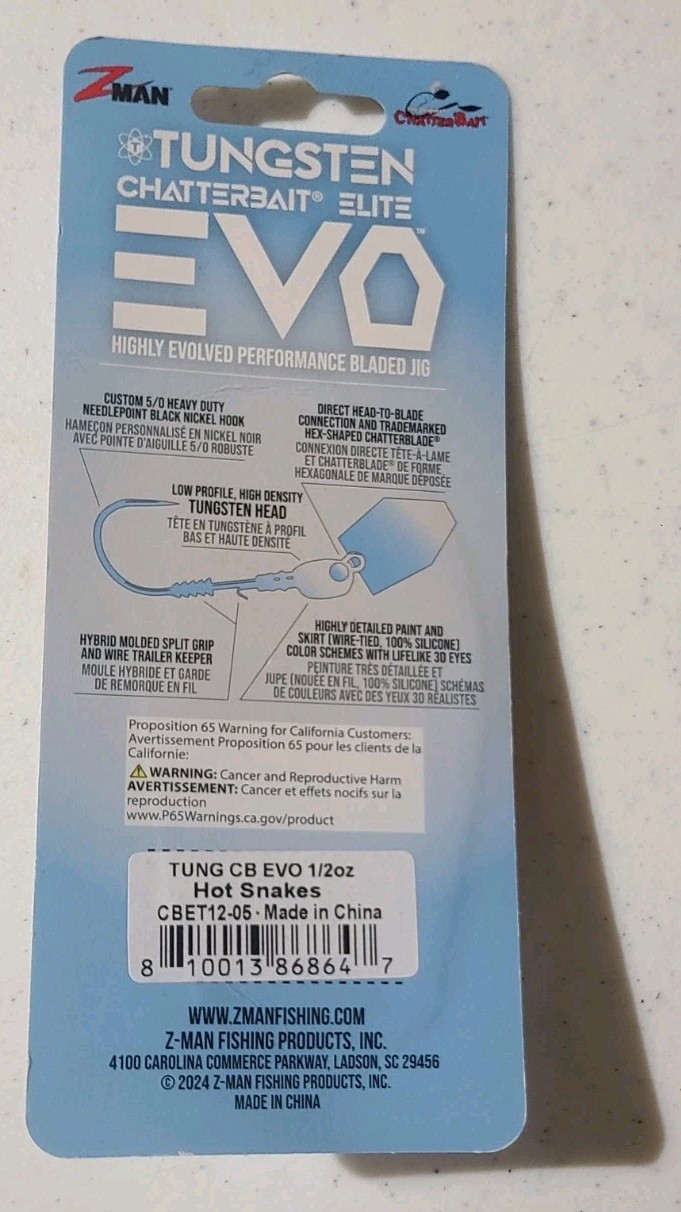 ZMAN
CHATTERBAIT
TUNGSTEN
CHATTERBAIT® ELITE
EVO™
HIGHLY EVOLVED PERFORMANCE BLADED JIG
CUSTOM 5/0 HEAVY DUTY
NEEDLEPOINT BLACK NICKEL HOOK
HAMEÇON PERSONNALISÉ EN NICKEL NOIR
AVEC POINTE D'AIGUILLE 5/0 ROBUSTE
DIRECT HEAD-TO-BLADE
CONNECTION AND TRADEMARKED
HEX-SHAPED CHATTERBLADE®
CONNEXION DIRECTE TÊTE-À-LAME
ET CHATTERBLADE® DE FORME
HEXAGONALE DE MARQUE DÉPOSÉE
LOW PROFILE, HIGH DENSITY
TUNGSTEN HEAD
TÊTE EN TUNGSTÈNE À PROFIL
BAS ET HAUTE DENSITÉ
HYBRID MOLDED SPLIT GRIP
AND WIRE TRAILER KEEPER
MOULE HYBRIDE ET GARDE
DE REMORQUE EN FIL
HIGHLY DETAILED PAINT AND
SKIRT (WIRE-TIED, 100% SILICONE)
COLOR SCHEMES WITH LIFELIKE 3D EYES
PEINTURE TRÈS DÉTAILLÉE ET
JUPE (NOUÉE EN FIL, 100% SILICONE) SCHÉMAS
DE COULEURS AVEC DES YEUX 3D RÉALISTES
Proposition 65 Warning for California Customers:
Avertissement Proposition 65 pour les clients de la
Californie:
WARNING: Cancer and Reproductive Harm
AVERTISSEMENT: Cancer et effets nocifs sur la
reproduction
www.P65Warnings.ca.gov/product
TUNG CB EVO 1/2oz
Hot Snakes
CBET12-05 · Made in China
8 10013 86864 7
WWW.ZMANFISHING.COM
Z-MAN FISHING PRODUCTS, INC.
4100 CAROLINA COMMERCE PARKWAY, LADSON, SC 29456
© 2024 Z-MAN FISHING PRODUCTS, INC.
MADE IN CHINA